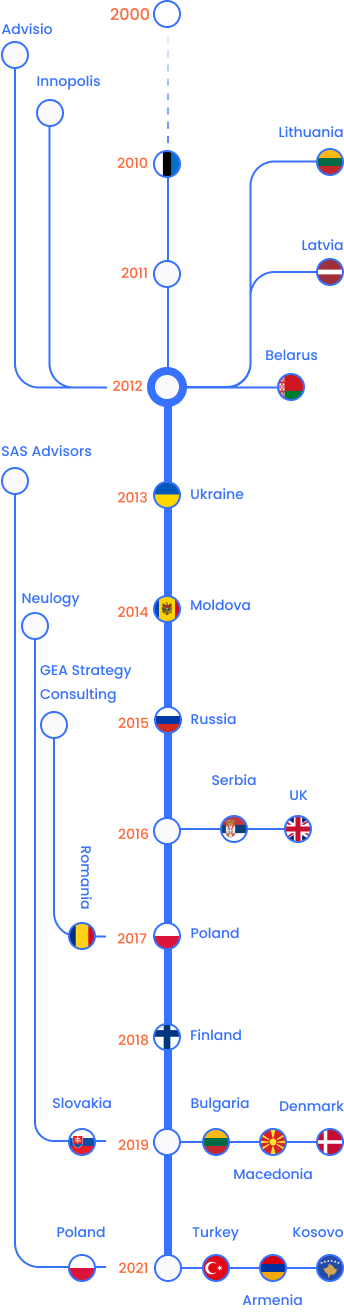 2000
Advisio
Innopolis
Lithuania
2010
Latvia
2011
Belarus
2012
SAS Advisors
2013
Ukraine
Neulogy
2014
Moldova
GEA Strategy
Consulting
2015
Russia
Serbia
UK
2016
Romania
2017
Poland
2018
Finland
Slovakia
Bulgaria
Denmark
2019
Macedonia
Poland
Turkey
Kosovo
2021
Armenia